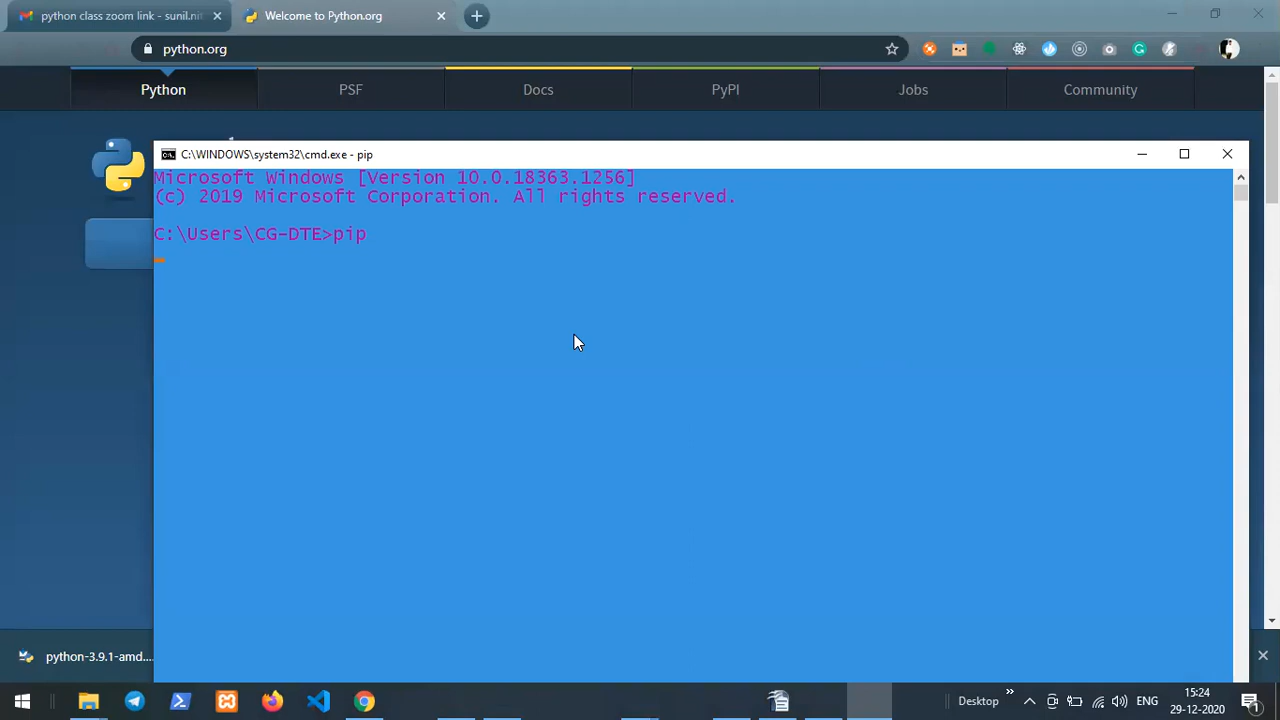 python class zoom link - sunil.nit
Welcome to Python.org
python.org
Python
PSF
Docs
PyPI
Jobs
Community
C:\WINDOWS\system32\cmd.exe - pip
Microsoft Windows [Version 10.0.18363.1256]
(c) 2019 Microsoft Corporation. All rights reserved.
C:\Users\CG-DTE>pip
python-3.9.1-amd....
Desktop
ENG
15:24
29-12-2020